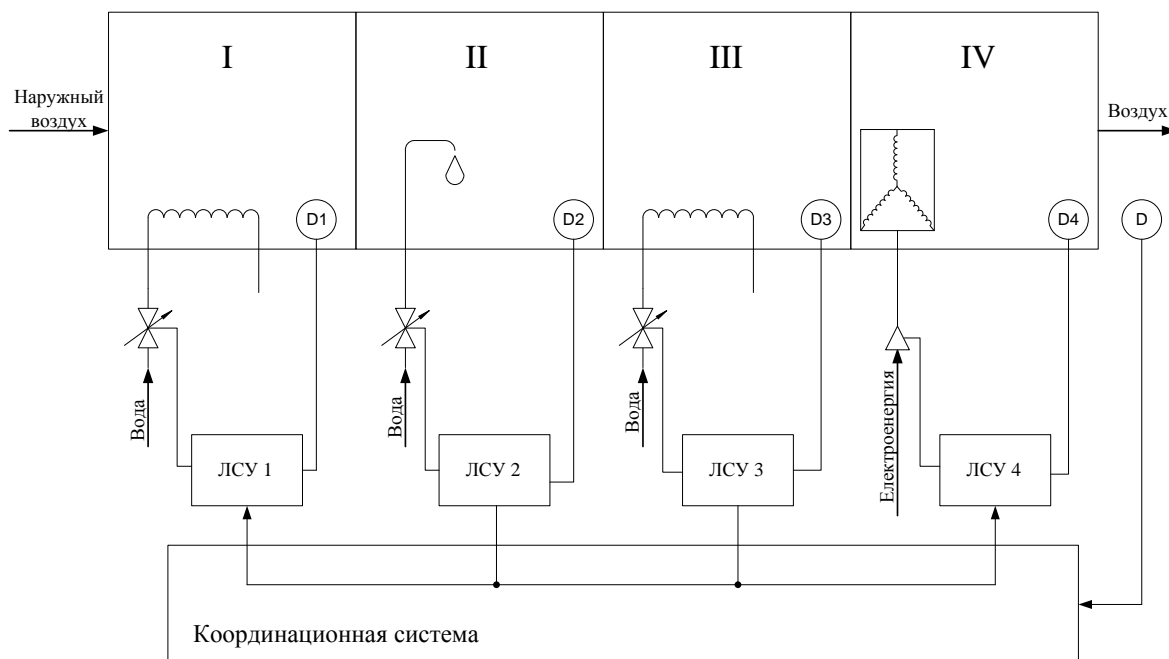 I
II
III
IV
Наружный
воздух
Воздух
D1
D2
D3
D4
D
Вода
Вода
Вода
Електроенергия
ЛСУ 1
ЛСУ 2
ЛСУ 3
ЛСУ 4
Координационная система